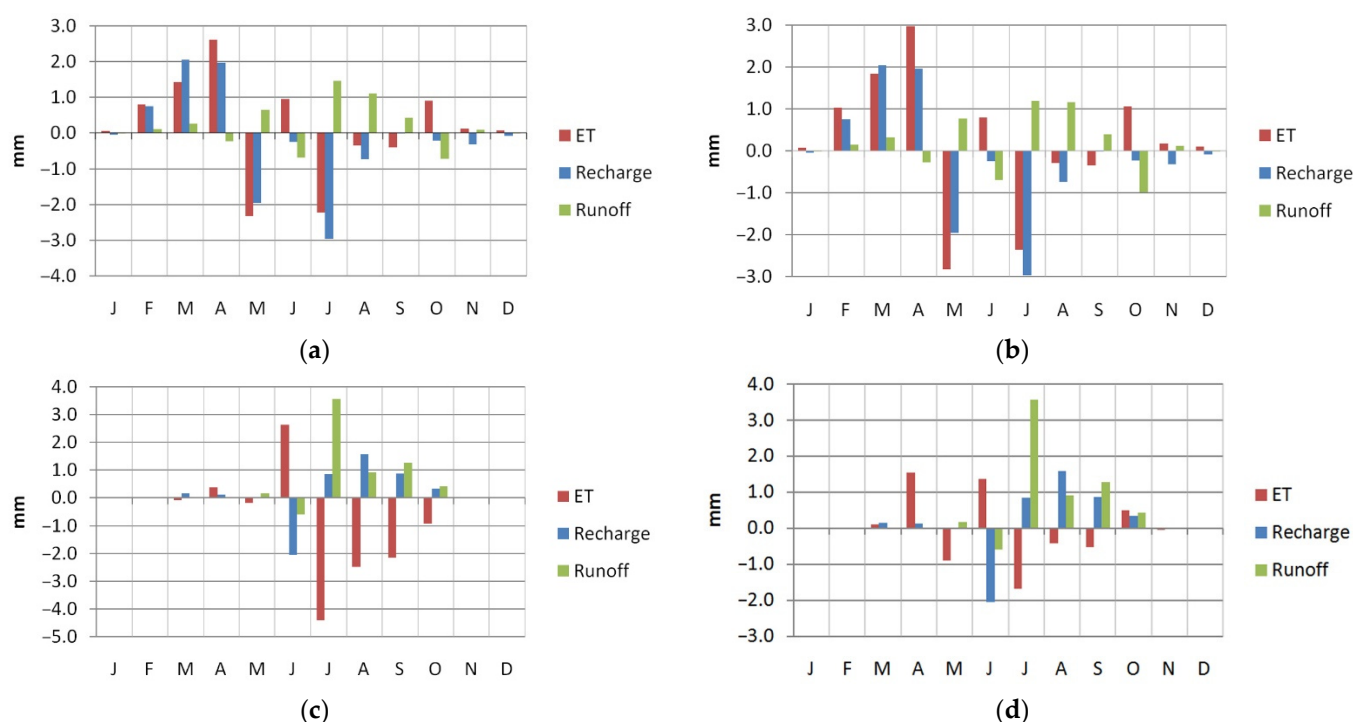 3.0
2.0
1.0
0.0
−1.0
−2.0
−3.0
−4.0
mm
J F M A M J J A S O N D
ET
Recharge
Runoff
(a)
3.0
2.0
1.0
0.0
−1.0
−2.0
−3.0
mm
J F M A M J J A S O N D
ET
Recharge
Runoff
(b)
4.0
3.0
2.0
1.0
0.0
−1.0
−2.0
−3.0
−4.0
−5.0
mm
J F M A M J J A S O N D
ET
Recharge
Runoff
(c)
4.0
3.0
2.0
1.0
0.0
−1.0
−2.0
−3.0
mm
J F M A M J J A S O N D
ET
Recharge
Runoff
(d)